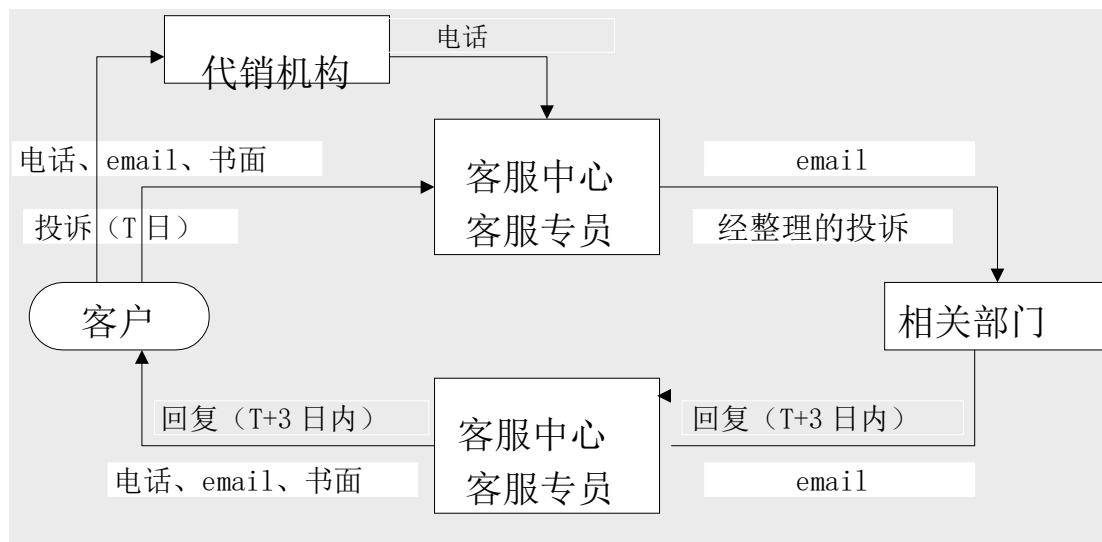 电话
代销机构
电话、email、书面
客服中心
客服专员
email
投诉（T 日）
经整理的投诉
客户
相关部门
回复（T+3 日内）
客服中心
客服专员
回复（T+3 日内）
电话、email、书面
email